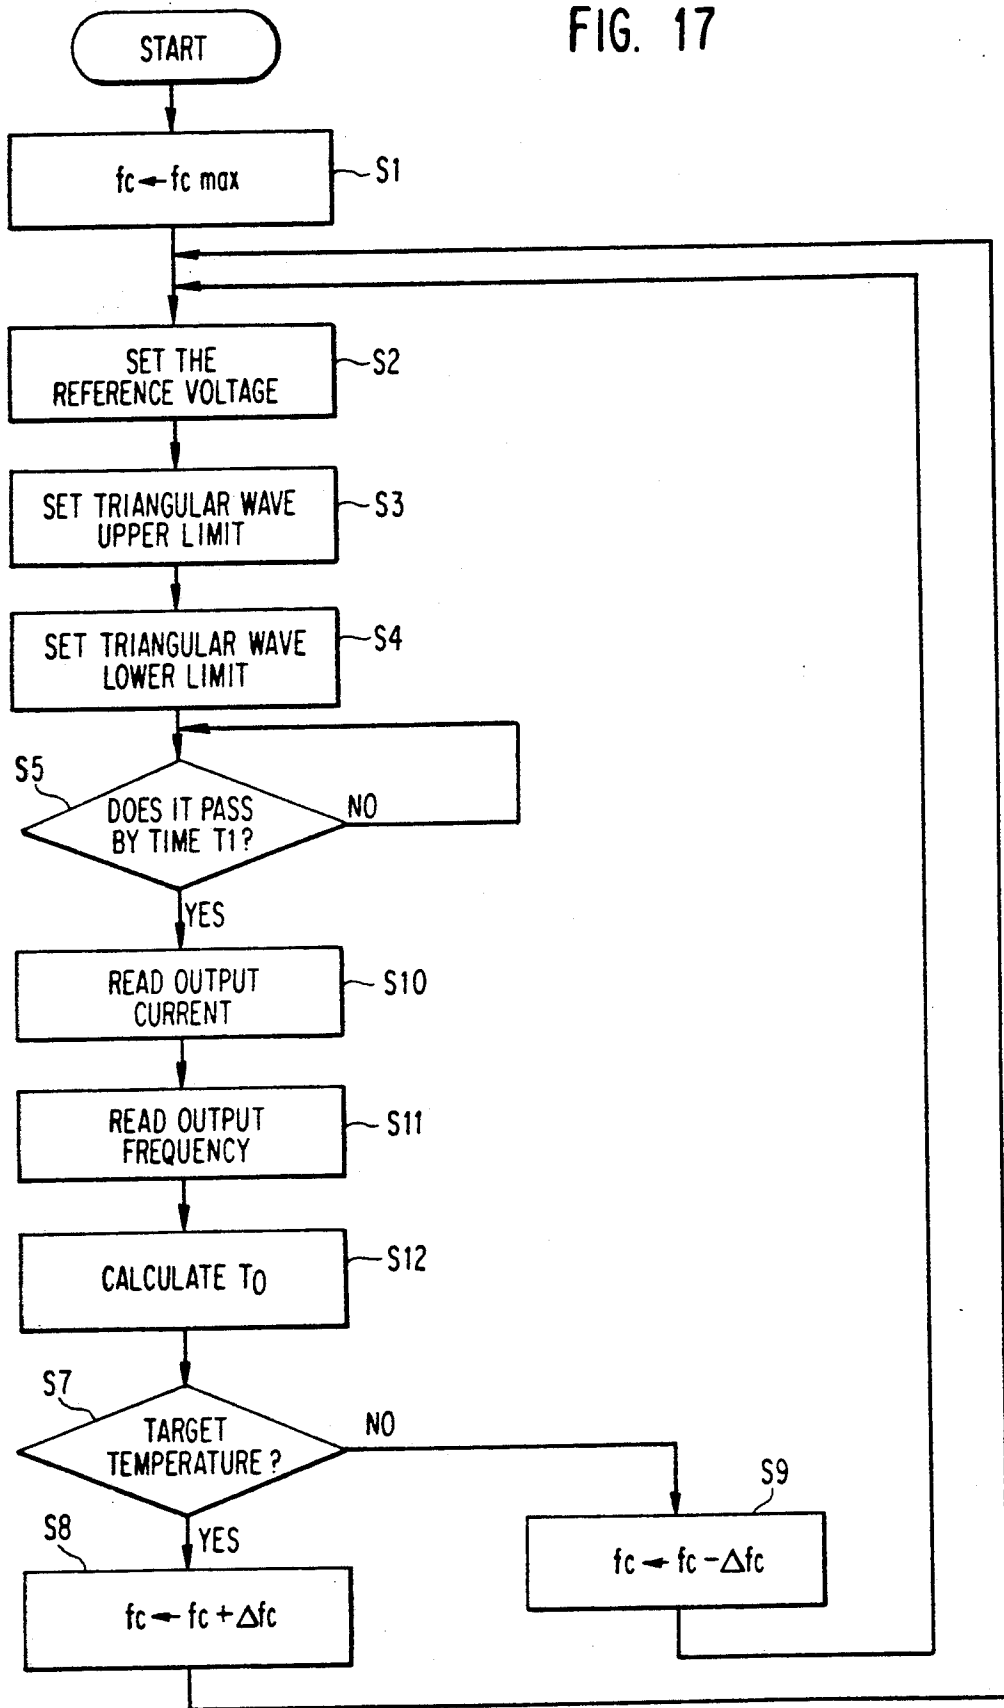 FIG. 17
START
fc←fc max
S1
SET THE
REFERENCE VOLTAGE
S2
SET TRIANGULAR WAVE
UPPER LIMIT
S3
SET TRIANGULAR WAVE
LOWER LIMIT
S4
S5
DOES IT PASS
BY TIME T1?
NO
YES
READ OUTPUT
CURRENT
S10
READ OUTPUT
FREQUENCY
S11
CALCULATE T0
S12
S7
TARGET
TEMPERATURE?
NO
YES
S9
fc ← fc - Δfc
S8
fc ← fc + Δfc